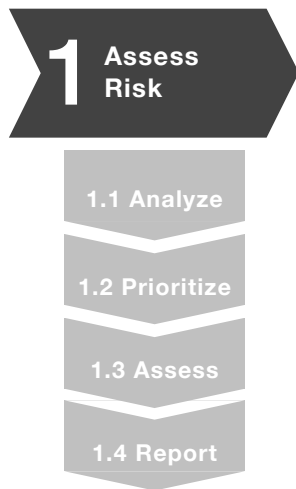 1
Assess
Risk
1.1 Analyze
1.2 Prioritize
1.3 Assess
1.4 Report